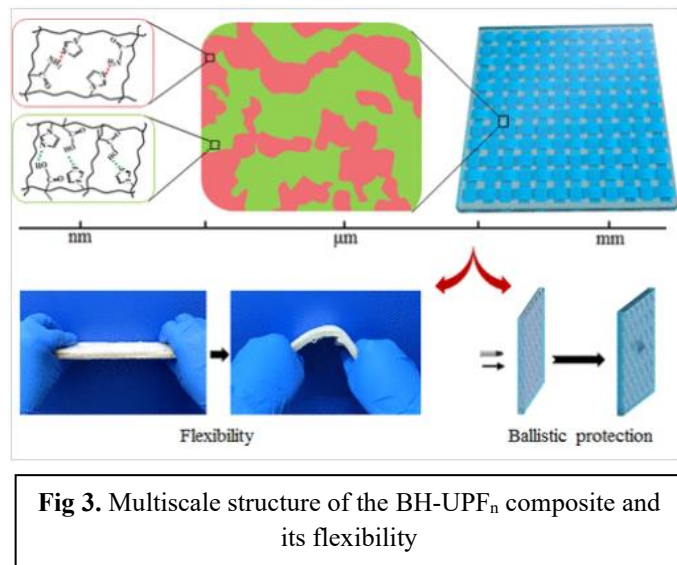 nm
μm
mm
Flexibility
Ballistic protection
Fig 3. Multiscale structure of the BH-UPFn composite and
its flexibility